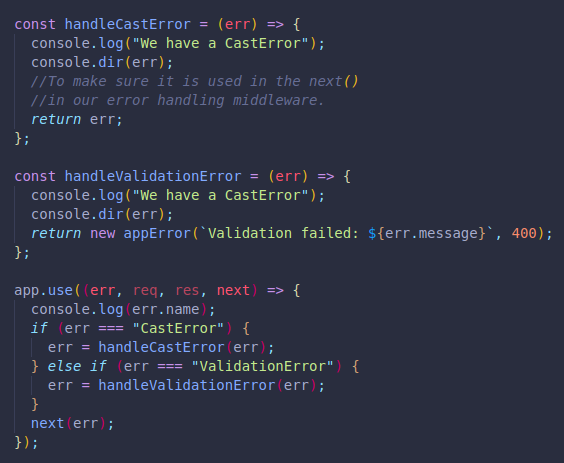 const handleCastError = (err) => {
  console.log("We have a CastError");
  console.dir(err);
  //To make sure it is used in the next()
  //in our error handling middleware.
  return err;
};

const handleValidationError = (err) => {
  console.log("We have a CastError");
  console.dir(err);
  return new appError(`Validation failed: ${err.message}`, 400);
};

app.use((err, req, res, next) => {
  console.log(err.name);
  if (err === "CastError") {
    err = handleCastError(err);
  } else if (err === "ValidationError") {
    err = handleValidationError(err);
  }
  next(err);
});